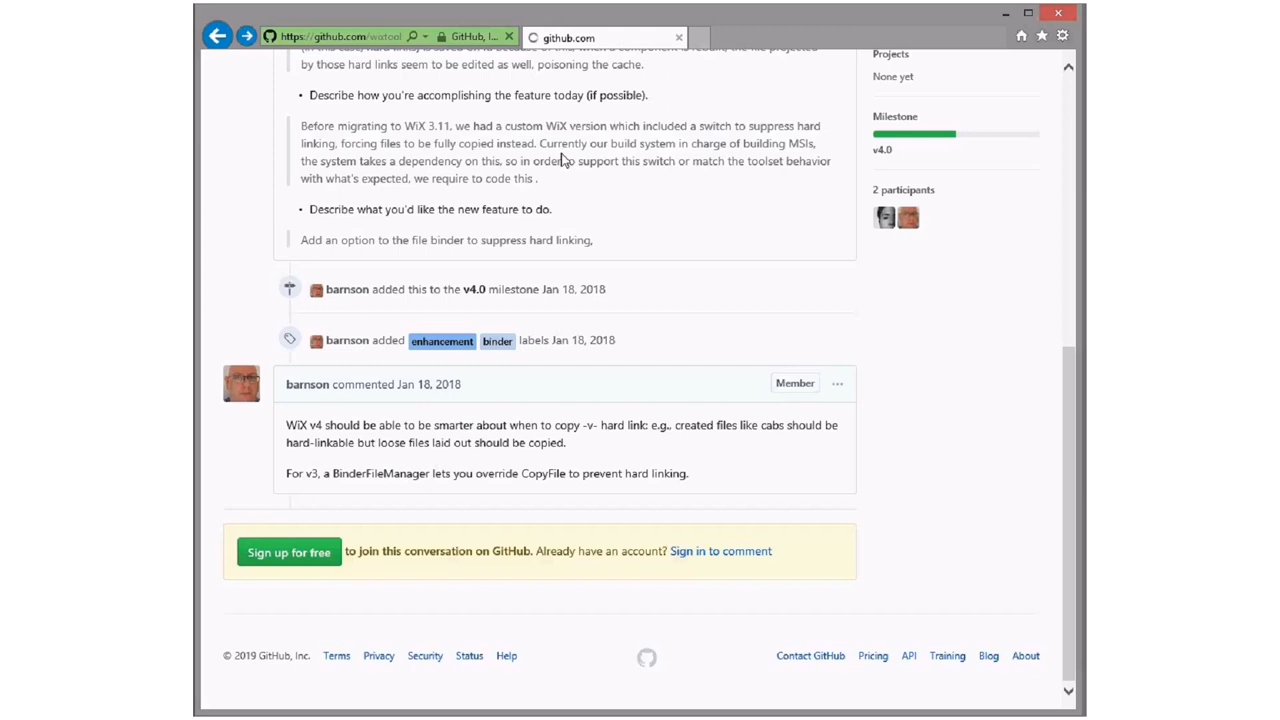 https://github.com/wixtool
GitHub, I...
github.com
by those hard links seem to be edited as well, poisoning the cache.
• Describe how you're accomplishing the feature today (if possible).
Before migrating to WiX 3.11, we had a custom WiX version which included a switch to suppress hard
linking, forcing files to be fully copied instead. Currently our build system in charge of building MSIs,
the system takes a dependency on this, so in order to support this switch or match the toolset behavior
with what's expected, we require to code this .
• Describe what you'd like the new feature to do.
Add an option to the file binder to suppress hard linking,
barnson added this to the v4.0 milestone Jan 18, 2018
barnson added enhancement binder labels Jan 18, 2018
barnson commented Jan 18, 2018
Member
...
WiX v4 should be able to be smarter about when to copy -v- hard link: e.g., created files like cabs should be
hard-linkable but loose files laid out should be copied.
For v3, a BinderFileManager lets you override CopyFile to prevent hard linking.
Sign up for free to join this conversation on GitHub. Already have an account? Sign in to comment
Projects
None yet
Milestone
v4.0
2 participants
© 2019 GitHub, Inc. Terms Privacy Security Status Help
Contact GitHub Pricing API Training Blog About